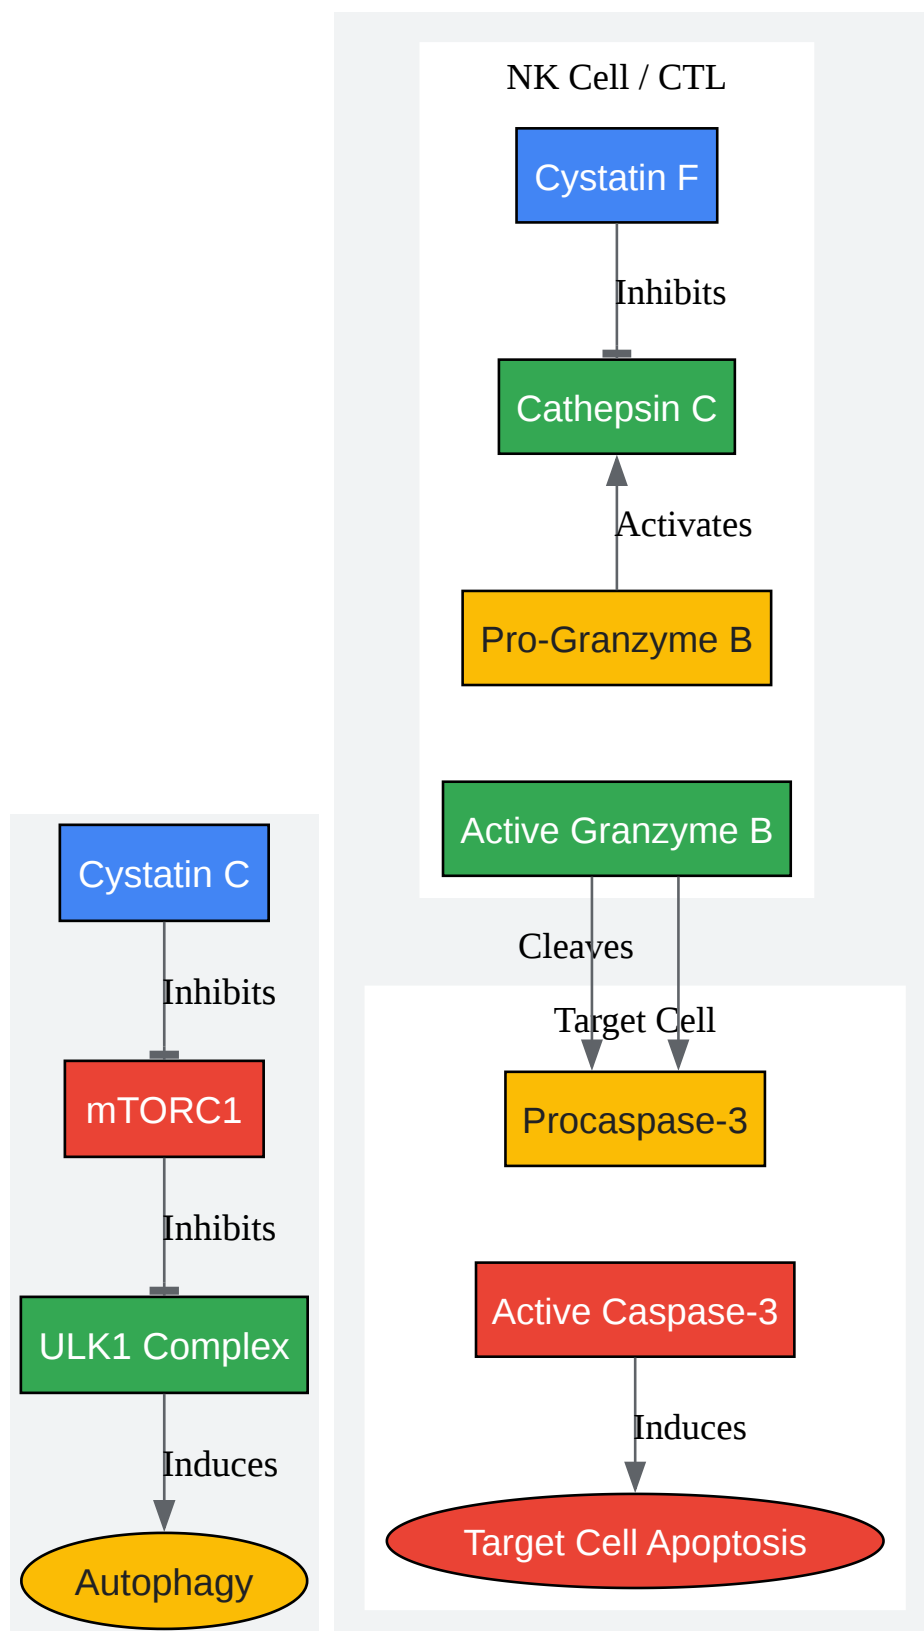 NK Cell / CTL
Cystatin F
Inhibits
Cathepsin C
Activates
Pro-Granzyme B
Active Granzyme B
Cleaves
Target Cell
Procaspase-3
Active Caspase-3
Induces
Target Cell Apoptosis
Cystatin C
Inhibits
mTORC1
Inhibits
ULK1 Complex
Induces
Autophagy